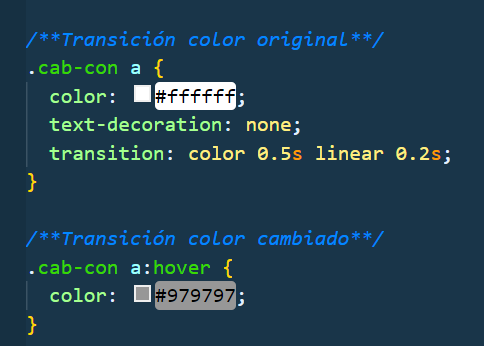 /**Transición color original**/
.cab-con a {
color: #ffffff;
text-decoration: none;
transition: color 0.5s linear 0.2s;
}
/**Transición color cambiado**/
.cab-con a:hover {
color: #979797;
}